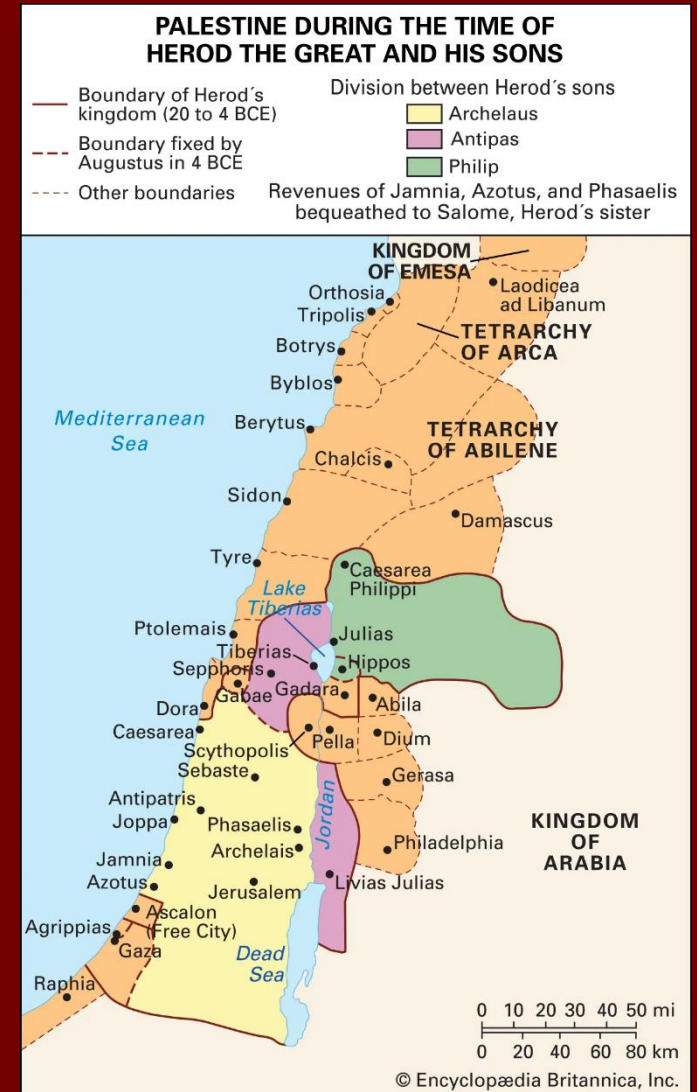 PALESTINE DURING THE TIME OF
HEROD THE GREAT AND HIS SONS
Boundary of Herod´s
kingdom (20 to 4 BCE)
Boundary fixed by
Augustus in 4 BCE
Other boundaries
Division between Herod´s sons
Archelaus
Antipas
Philip
Revenues of Jamnia, Azotus, and Phasaelis
bequeathed to Salome, Herod´s sister
KINGDOM
OF EMESA
Laodicea
ad Libanum
Orthosia
Tripolis
TETRARCHY
OF ARCA
Botrys
Byblos
Mediterranean
Sea
Berytus
TETRARCHY
OF ABILENE
Chalcis
Sidon
Damascus
Tyre
Caesarea
Philippi
Lake
Tiberias
Ptolemais
Julias
Tiberias
Hippos
Sepphoris
Gadara
Gabae
Abila
Dora
Caesarea
Scythopolis
Pella
Dium
Sebaste
Gerasa
Antipatris
Joppa
Jordan
Phasaelis
Archelais
Philadelphia
KINGDOM
OF
ARABIA
Jamnia
Azotus
Jerusalem
Livias Julias
Ascalon
(Free City)
Agrippias
Gaza
Dead
Sea
Raphia
0 10 20 30 40 50 mi
0 20 40 60 80 km
© Encyclopædia Britannica, Inc.